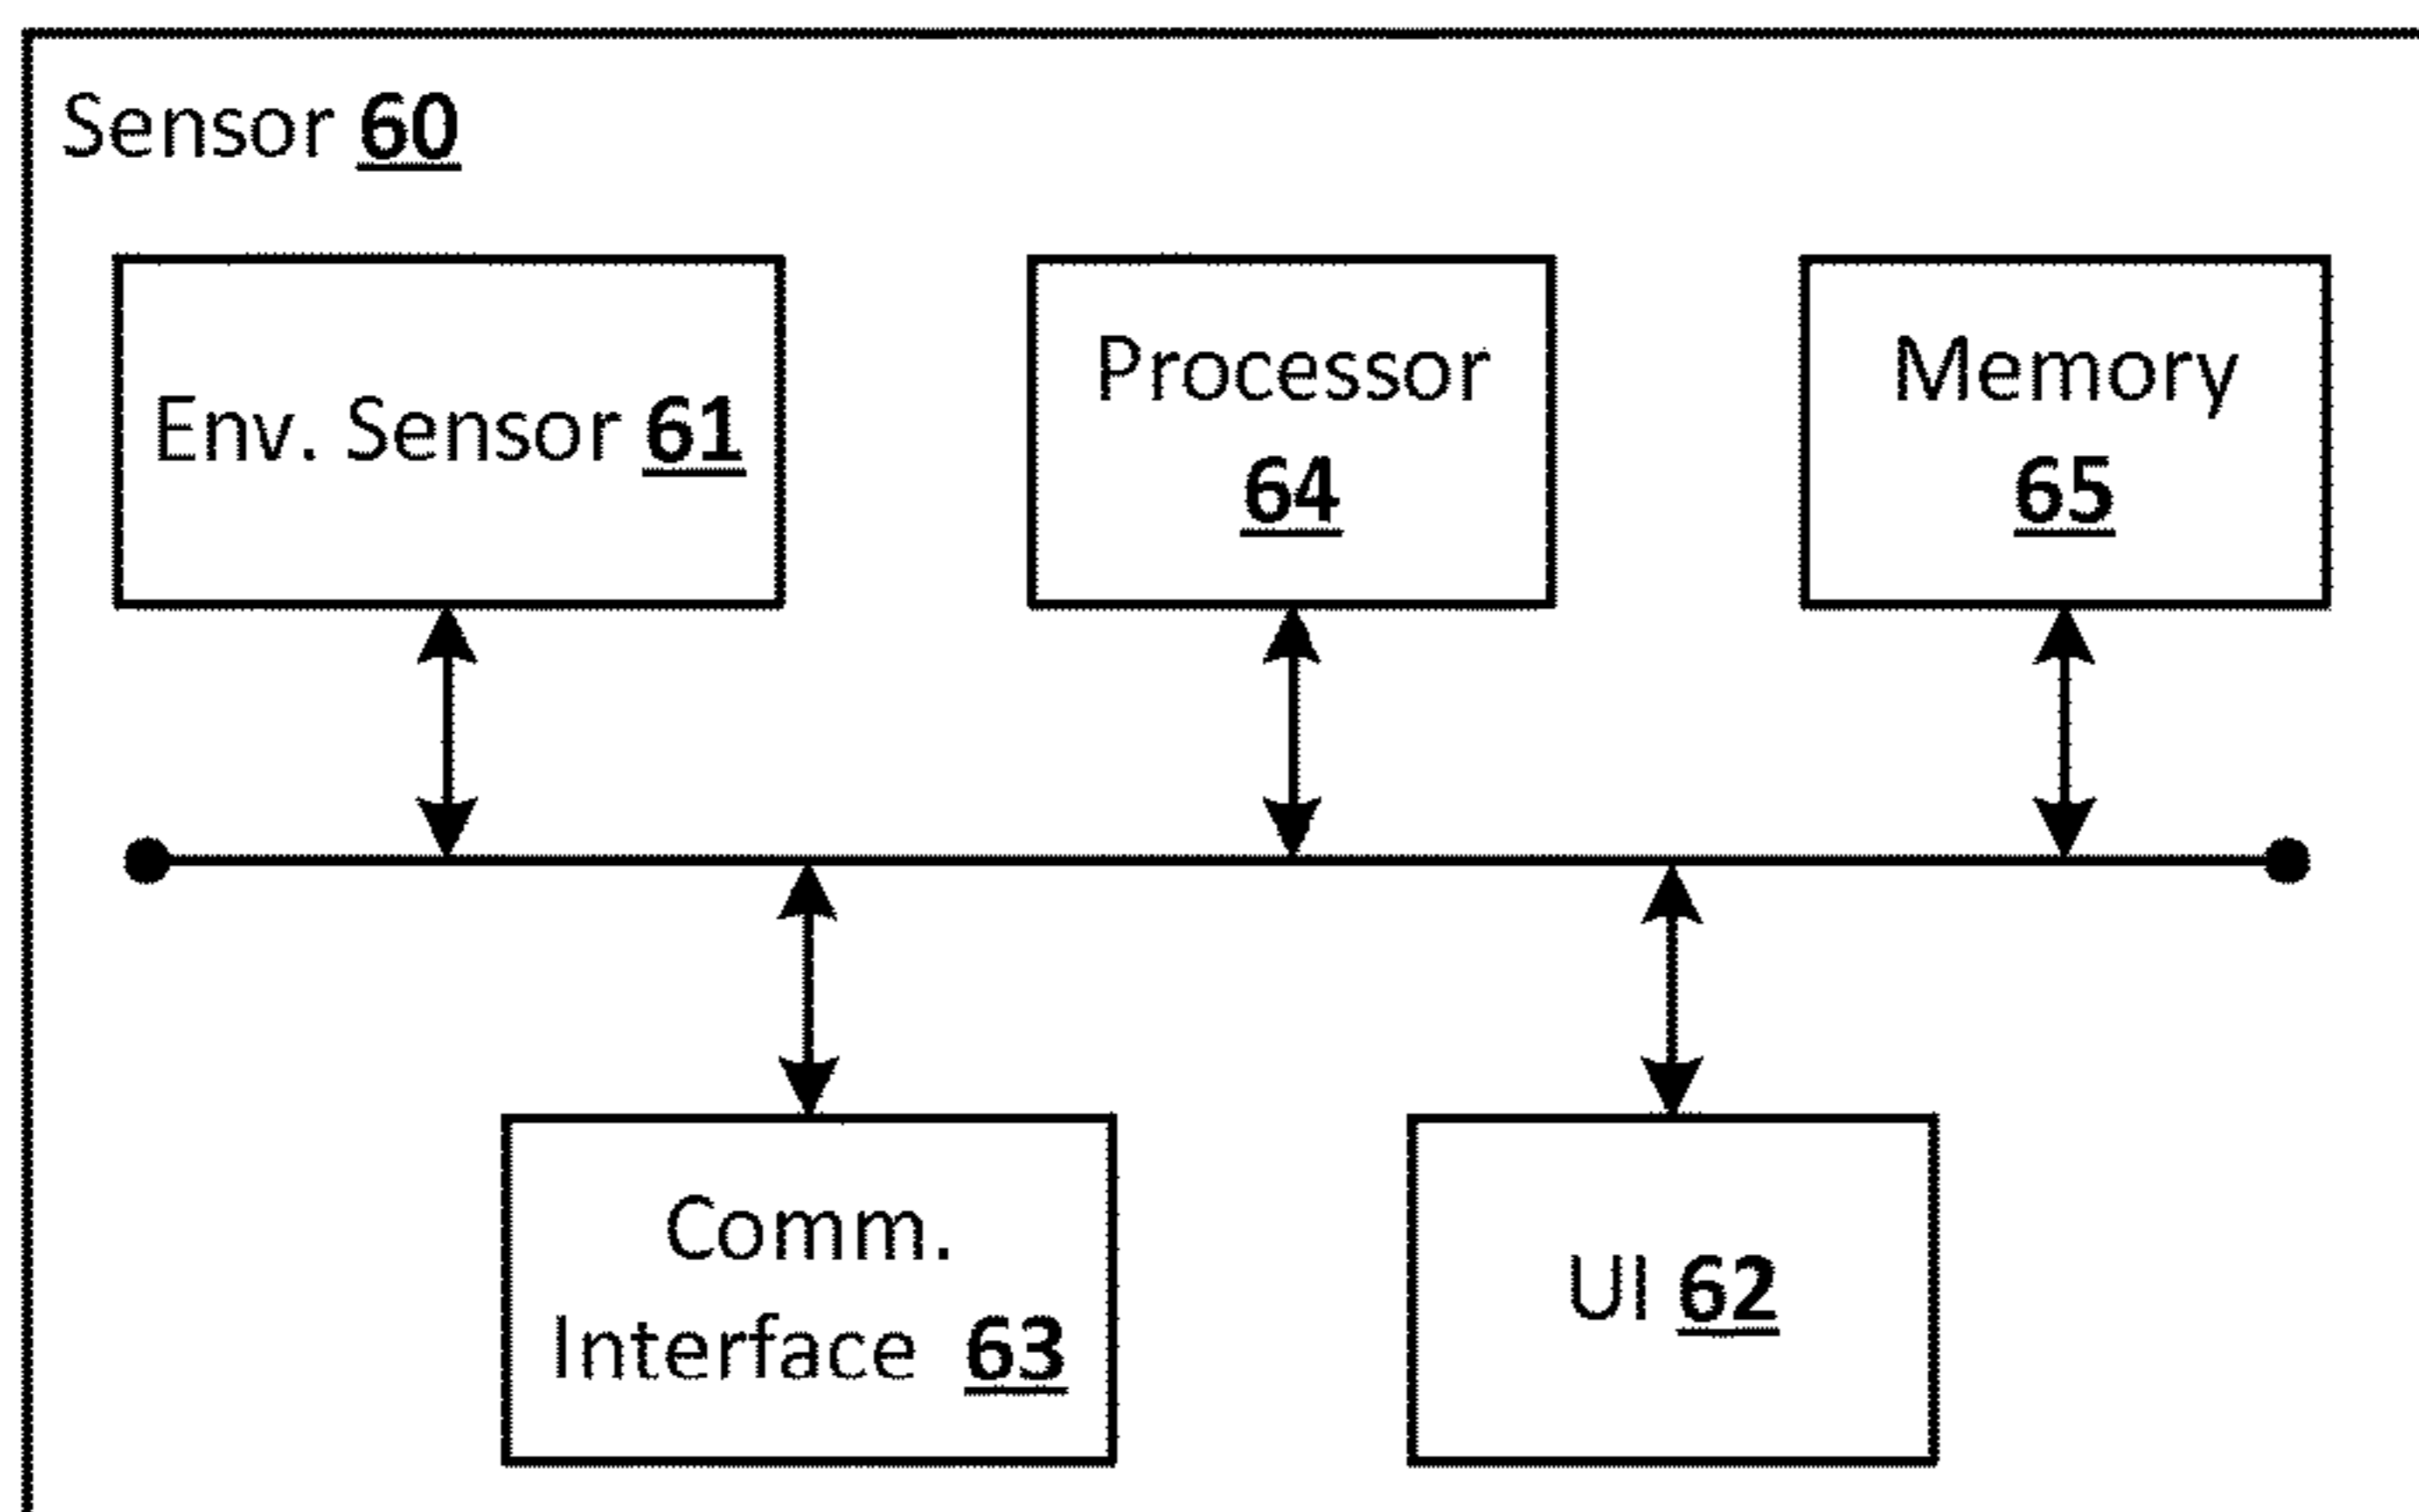 Sensor 60
Env. Sensor 61
Processor
64
Memory
65
Comm.
Interface 63
UI 62